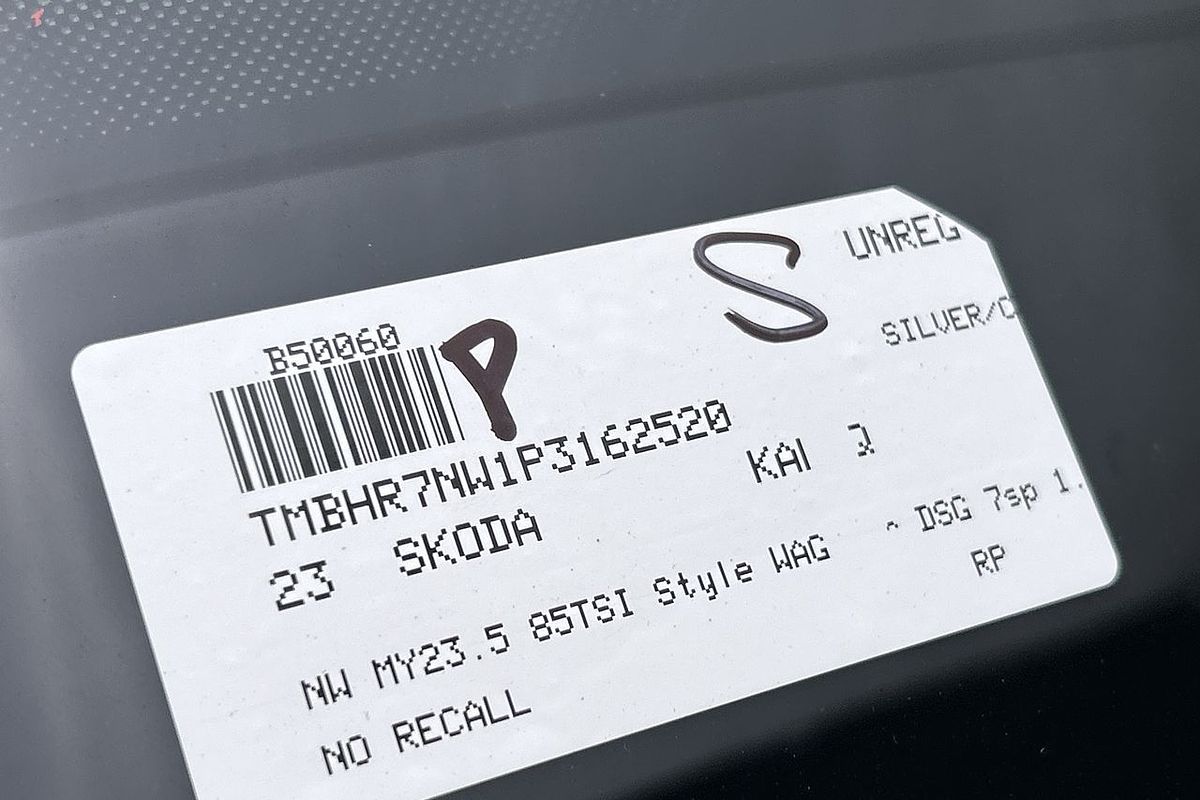 S UNREG
SILVER/
B50060 P
TMBHR7NW1P3162520
23 SKODA KAI
NW MY23.5 85TSI Style WAG - DSG 7sp 1.
NO RECALL RP